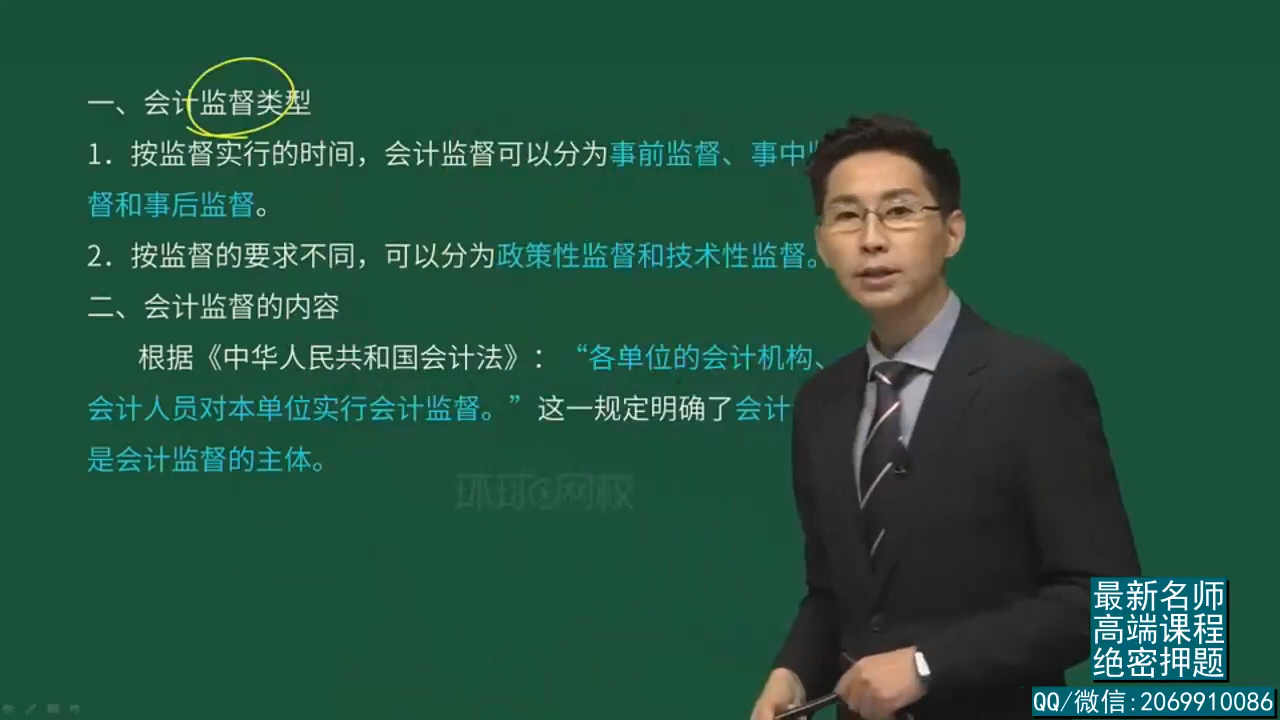 一、会计监督类型
1．按监督实行的时间，会计监督可以分为事前监督、事中监
督和事后监督。
2．按监督的要求不同，可以分为政策性监督和技术性监督。
二、会计监督的内容
根据《中华人民共和国会计法》：“各单位的会计机构、
会计人员对本单位实行会计监督。”这一规定明确了会计
是会计监督的主体。
环球网校
最新名师
高端课程
绝密押题
QQ/微信:2069910086